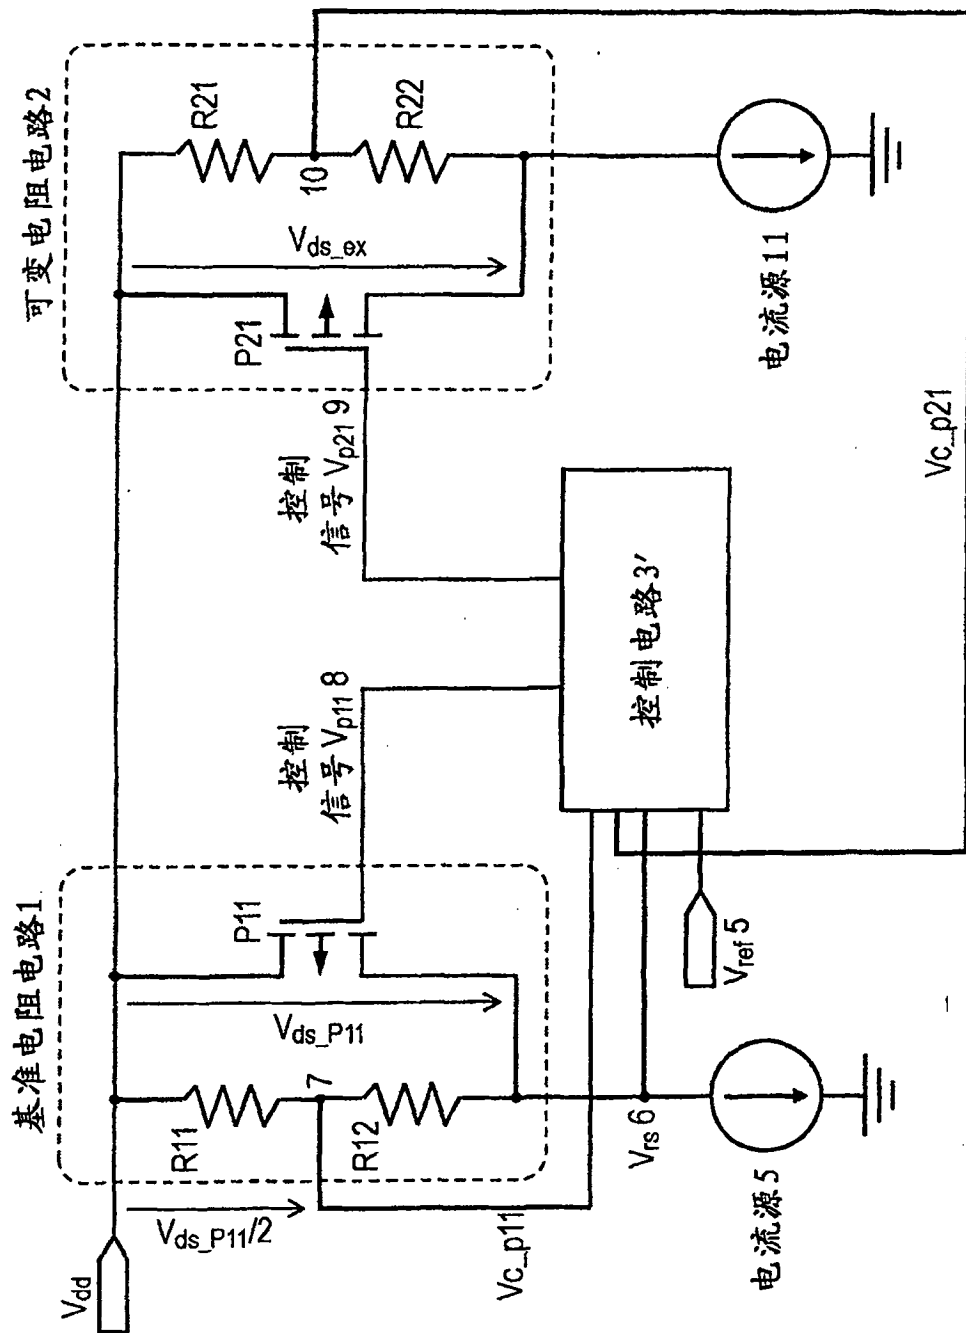 基准电阻电路1
可变电阻电路2
Vdd
Vds_P11/2
R11
7
R12
Vds_P11
P11
控制
信号 Vp11 8
控制
信号 Vp21 9
P21
Vds_ex
R21
10
R22
Vc_p11
Vrs 6
Vref 5
控制电路3′
Vc_p21
电流源5
电流源11
1